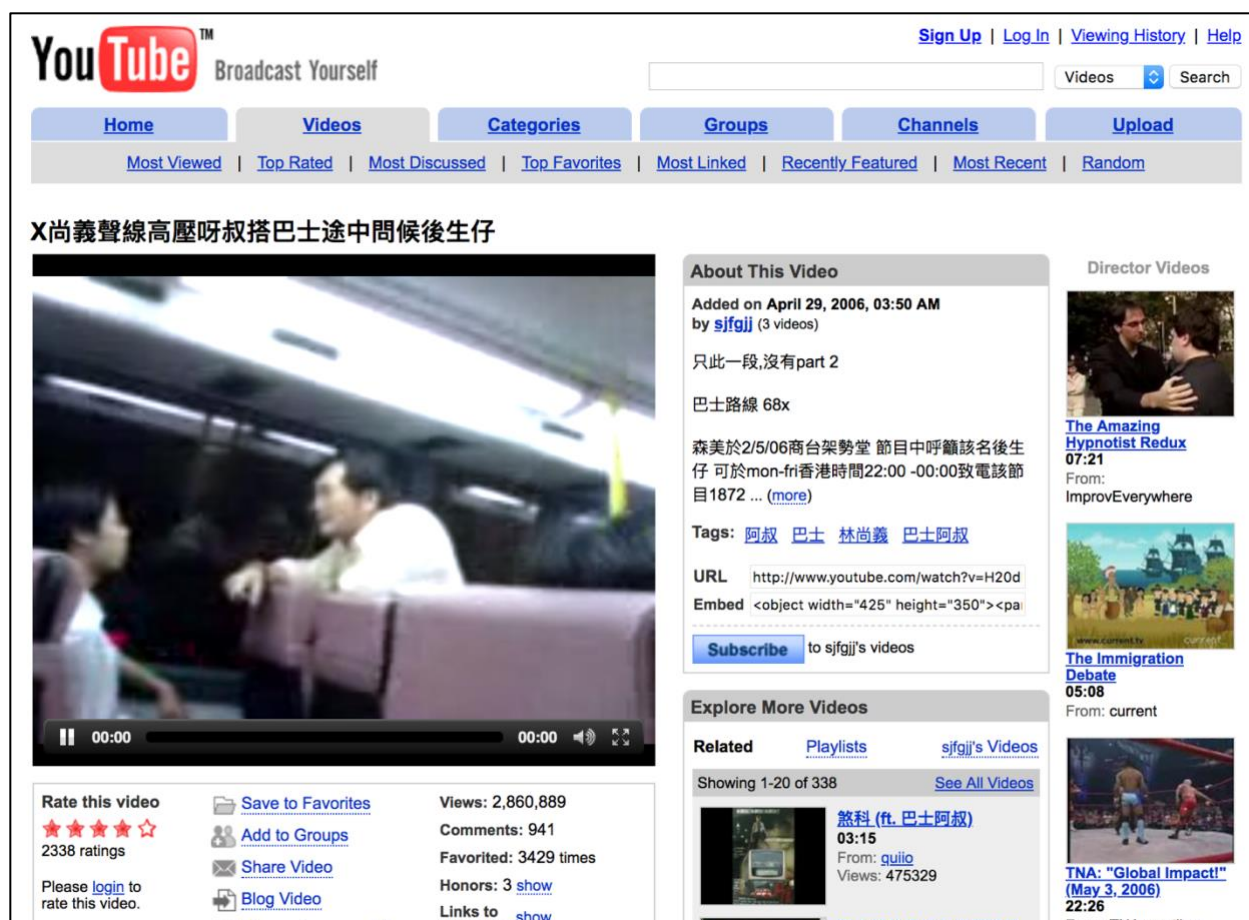 YouTube™ Broadcast Yourself
Sign Up | Log In | Viewing History | Help
Videos Search
Home Videos Categories Groups Channels Upload
Most Viewed | Top Rated | Most Discussed | Top Favorites | Most Linked | Recently Featured | Most Recent | Random
X尚義聲線高壓呀叔搭巴士途中問候後生仔
00:00 00:00
Rate this video
2338 ratings
Please login to
rate this video.
Save to Favorites
Add to Groups
Share Video
Blog Video
Views: 2,860,889
Comments: 941
Favorited: 3429 times
Honors: 3 show
Links to show
About This Video
Added on April 29, 2006, 03:50 AM
by sjfgjj (3 videos)
只此一段,沒有part 2
巴士路線 68x
森美於2/5/06商台架勢堂 節目中呼籲該名後生
仔 可於mon-fri香港時間22:00 -00:00致電該節
目1872 ... (more)
Tags: 阿叔 巴士 林尚義 巴士阿叔
URL http://www.youtube.com/watch?v=H20d
Embed <object width="425" height="350"><pa
Subscribe to sjfgjj's videos
Explore More Videos
Related Playlists sjfgjj's Videos
Showing 1-20 of 338 See All Videos
煞科 (ft. 巴士阿叔)
03:15
From: quiio
Views: 475329
Director Videos
The Amazing
Hypnotist Redux
07:21
From:
ImprovEverywhere
www.current.tv current
The Immigration
Debate
05:08
From: current
TNA: "Global Impact!"
(May 3, 2006)
22:26